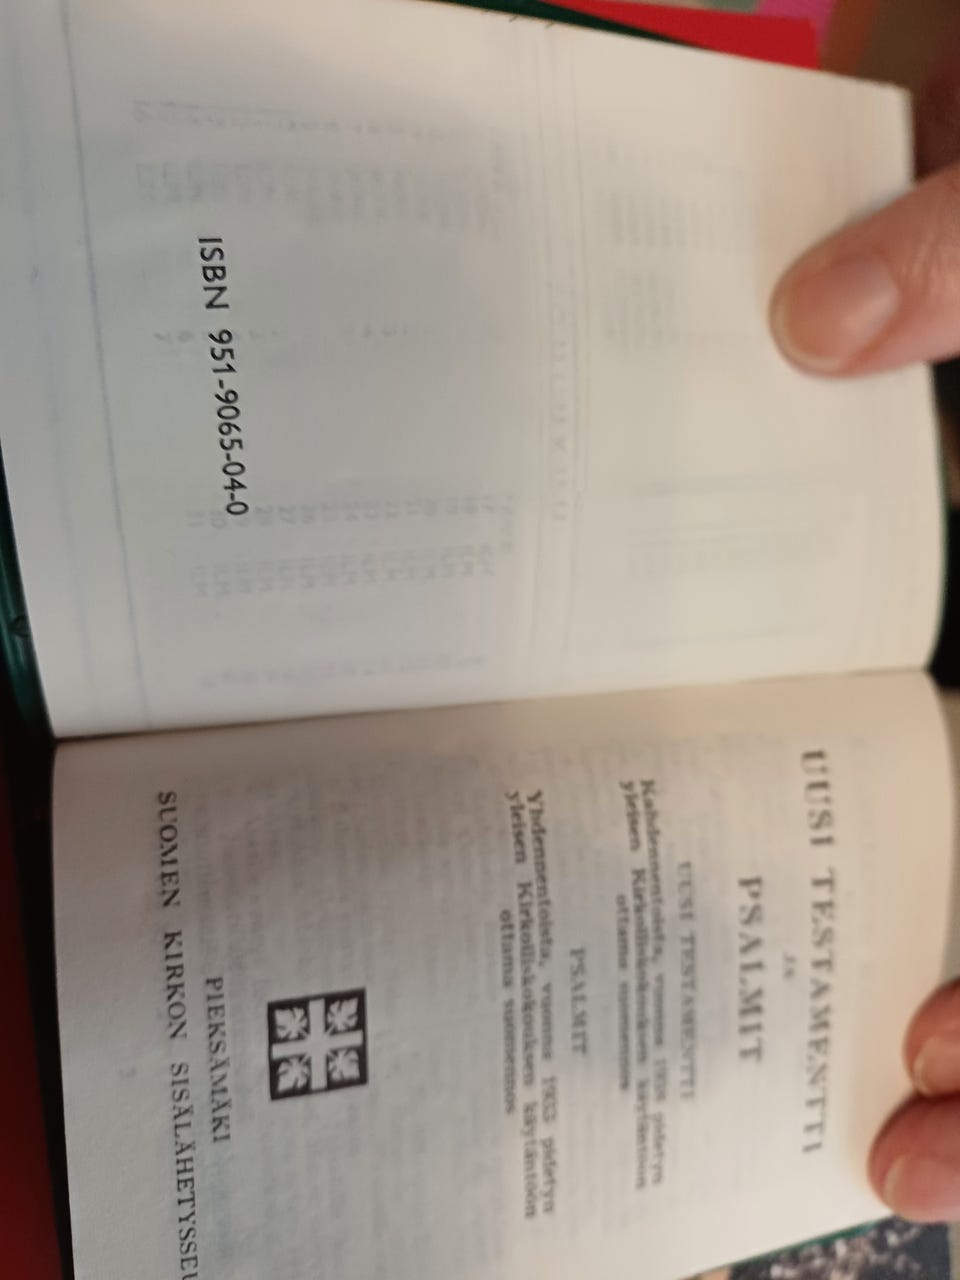 ISBN 951-9065-04-0
UUSI TESTAMENTTI
JA
PSALMIT
UUSI TESTAMENTTI
Kahdennentoista, vuonna 1938 pidetyn
yleisen Kirkolliskokouksen käytäntöön
ottama suomennos
PSALMIT
Yhdennentoista, vuonna 1933 pidetyn
yleisen Kirkolliskokouksen käytäntöön
ottama suomennos
PIEKSÄMÄKI
SUOMEN KIRKON SISÄLÄHETYSSEU